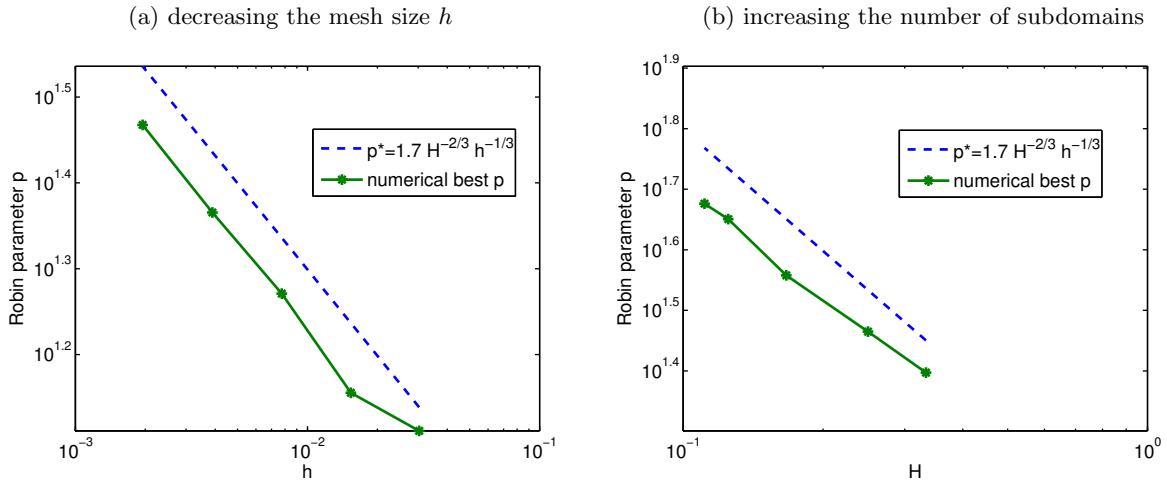 (a) decreasing the mesh size h
10^1.5
10^1.4
10^1.3
10^1.2
Robin parameter p
p*=1.7 H^−2/3 h^−1/3
numerical best p
10^−3
10^−2
10^−1
h
(b) increasing the number of subdomains
10^1.9
10^1.8
10^1.7
10^1.6
10^1.5
10^1.4
Robin parameter p
p*=1.7 H^−2/3 h^−1/3
numerical best p
10^−1
10^0
H